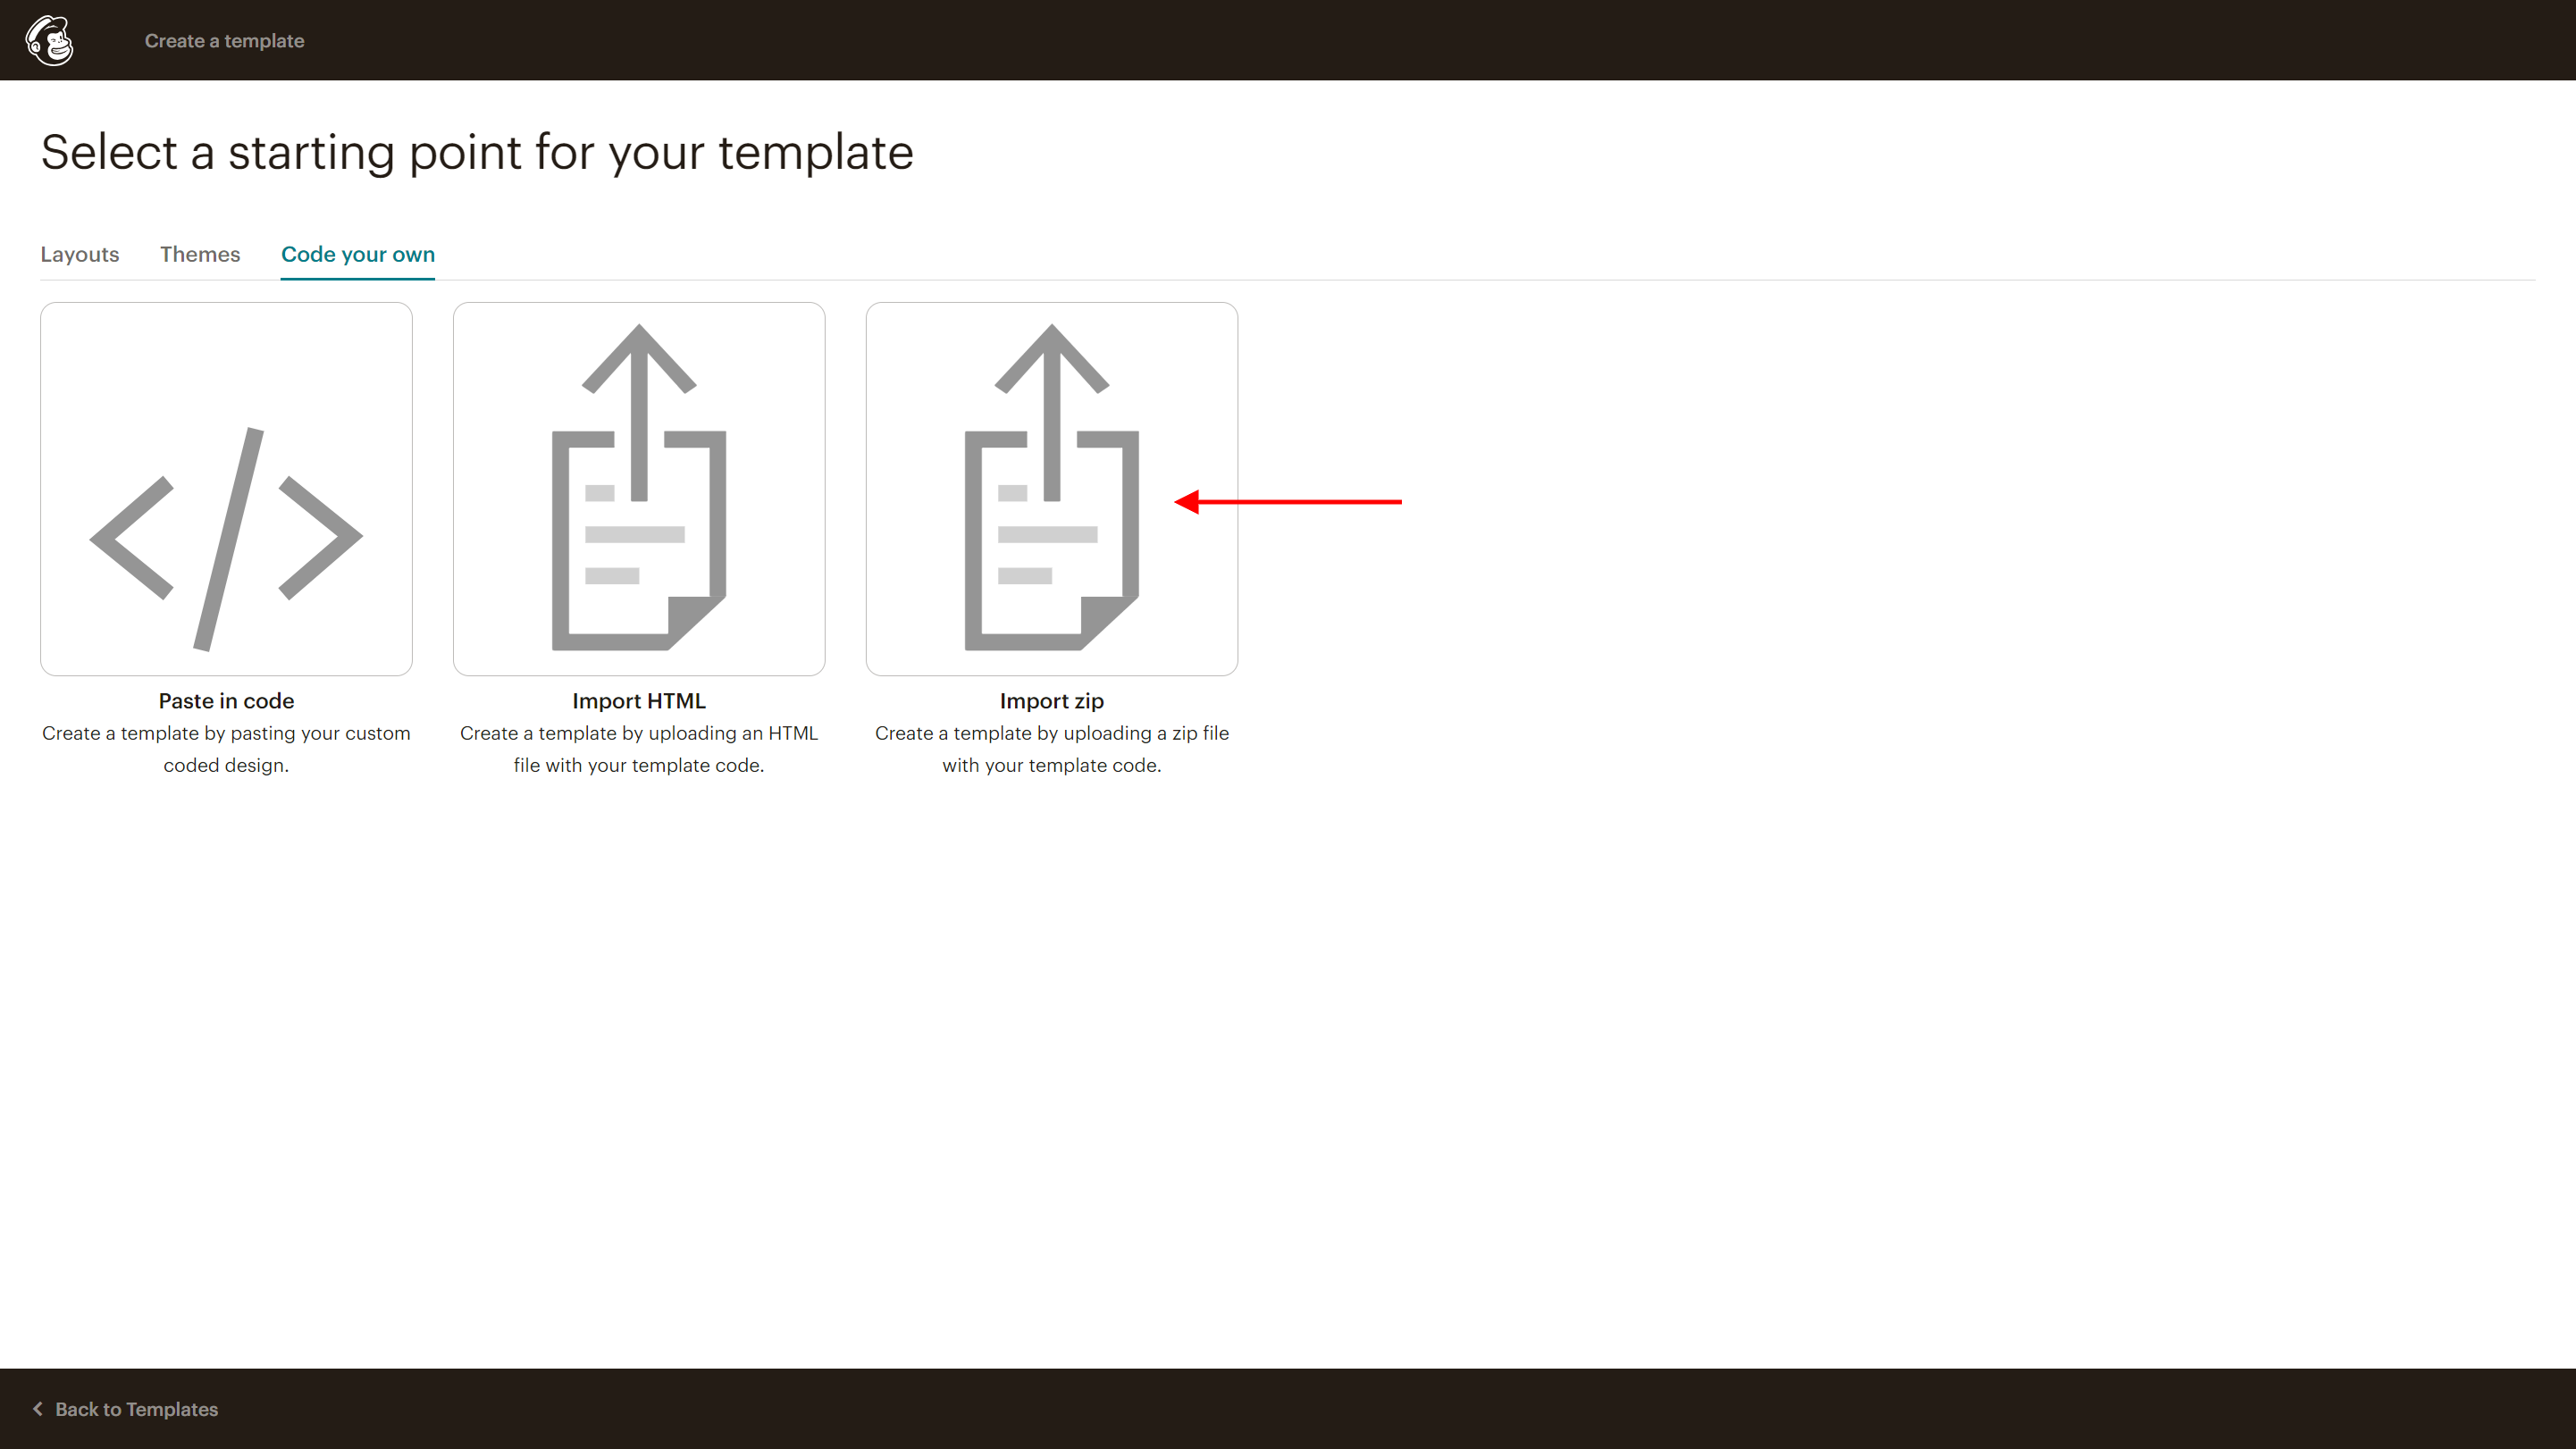 Create a template
Select a starting point for your template
Layouts
Themes
Code your own
Paste in code
Create a template by pasting your custom
coded design.
Import HTML
Create a template by uploading an HTML
file with your template code.
Import zip
Create a template by uploading a zip file
with your template code.
Back to Templates